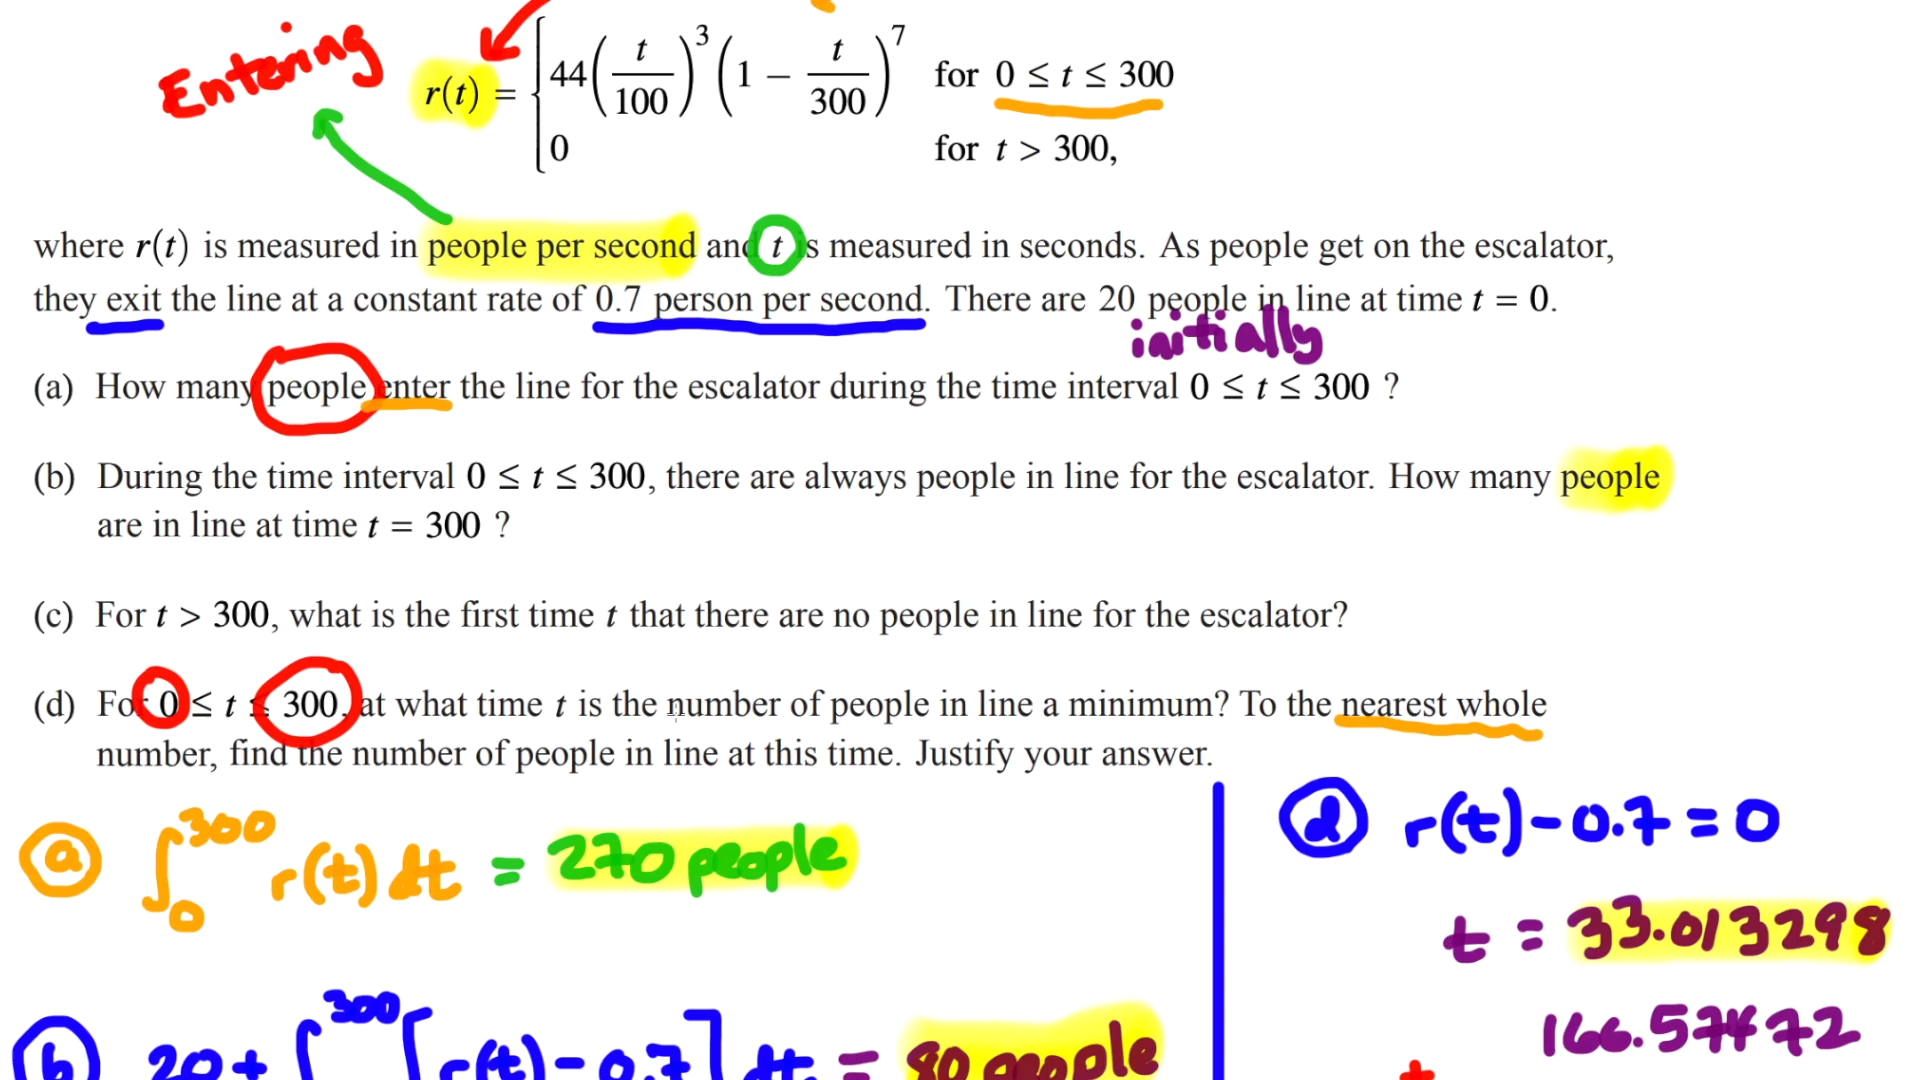 Entering
r(t) = { 44(t/100)^3 (1 − t/300)^7 for 0 ≤ t ≤ 300
0 for t > 300,
where r(t) is measured in people per second and t is measured in seconds. As people get on the escalator,
they exit the line at a constant rate of 0.7 person per second. There are 20 people in line at time t = 0.
initially
(a) How many people enter the line for the escalator during the time interval 0 ≤ t ≤ 300 ?
(b) During the time interval 0 ≤ t ≤ 300, there are always people in line for the escalator. How many people
are in line at time t = 300 ?
(c) For t > 300, what is the first time t that there are no people in line for the escalator?
(d) For 0 ≤ t ≤ 300, at what time t is the number of people in line a minimum? To the nearest whole
number, find the number of people in line at this time. Justify your answer.
(a) ∫_0^300 r(t) dt = 270 people
(b) 20 + ∫^300 [r(t) − 0.7] dt = 80 people
(d) r(t) − 0.7 = 0
t = 33.013298
166.574472